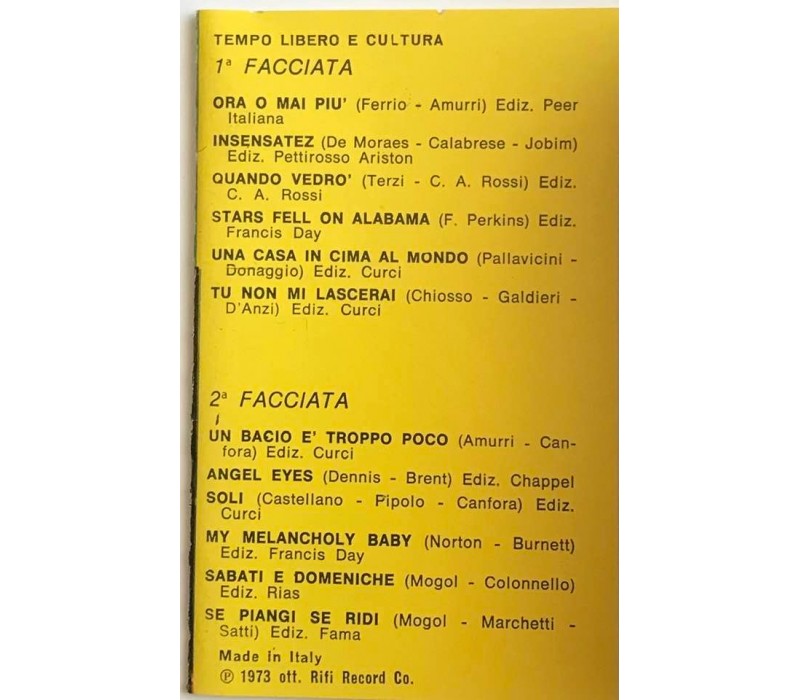 TEMPO LIBERO E CULTURA
1ª FACCIATA
ORA O MAI PIU' (Ferrio - Amurri) Ediz. Peer
Italiana
INSENSATEZ (De Moraes - Calabrese - Jobim)
Ediz. Pettirosso Ariston
QUANDO VEDRO' (Terzi - C. A. Rossi) Ediz.
C. A. Rossi
STARS FELL ON ALABAMA (F. Perkins) Ediz.
Francis Day
UNA CASA IN CIMA AL MONDO (Pallavicini -
Donaggio) Ediz. Curci
TU NON MI LASCERAI (Chiosso - Galdieri -
D'Anzi) Ediz. Curci
2ª FACCIATA
UN BACIO E' TROPPO POCO (Amurri - Can-
fora) Ediz. Curci
ANGEL EYES (Dennis - Brent) Ediz. Chappel
SOLI (Castellano - Pipolo - Canfora) Ediz.
Curci
MY MELANCHOLY BABY (Norton - Burnett)
Ediz. Francis Day
SABATI E DOMENICHE (Mogol - Colonnello)
Ediz. Rias
SE PIANGI SE RIDI (Mogol - Marchetti -
Satti) Ediz. Fama
Made in Italy
℗ 1973 ott. Rifi Record Co.